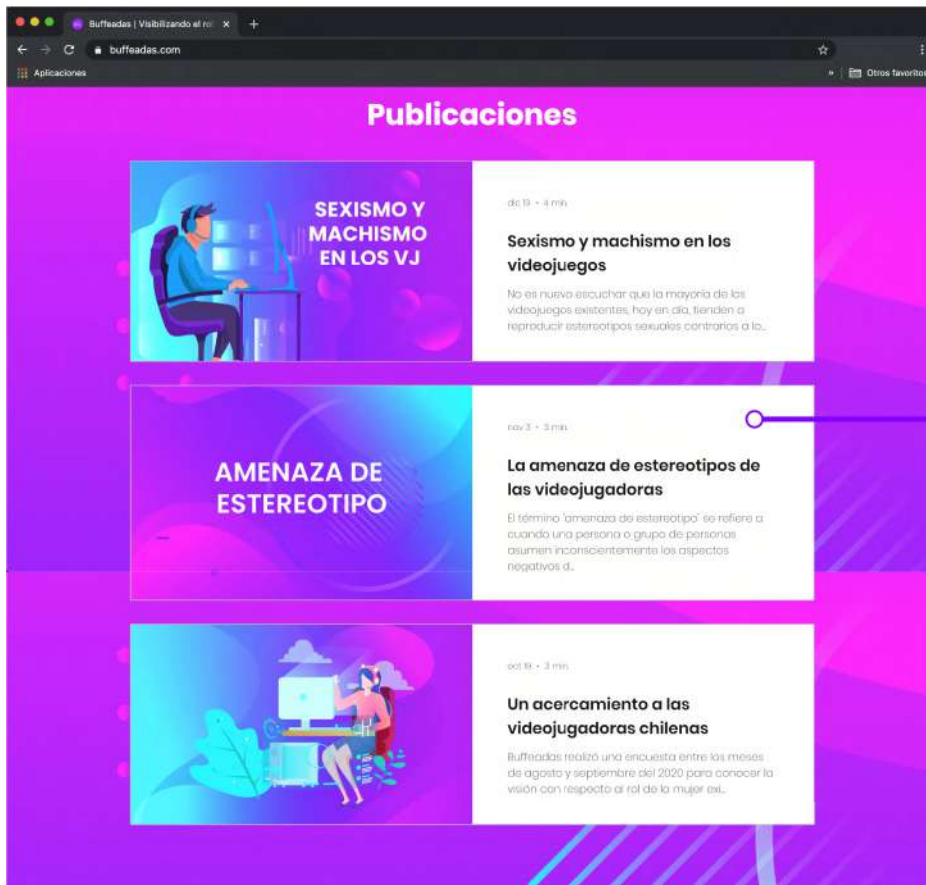 Buffeadas | Visibilizando el rol
buffeadas.com
Aplicaciones
»
Otros favoritos
Publicaciones
SEXISMO Y
MACHISMO
EN LOS VJ
dic 19 • 4 min.
Sexismo y machismo en los
videojuegos
No es nuevo escuchar que la mayoría de los
videojuegos existentes, hoy en día, tienden a
reproducir estereotipos sexuales contrarios a lo...
AMENAZA DE
ESTEREOTIPO
nov 3 • 3 min.
La amenaza de estereotipos de
las videojugadoras
El término "amenaza de estereotipo" se refiere a
cuando una persona o grupo de personas
asumen inconscientemente los aspectos
negativos d...
oct 19 • 3 min.
Un acercamiento a las
videojugadoras chilenas
Buffeadas realizó una encuesta entre los meses
de agosto y septiembre del 2020 para conocer la
visión con respecto al rol de la mujer exi...